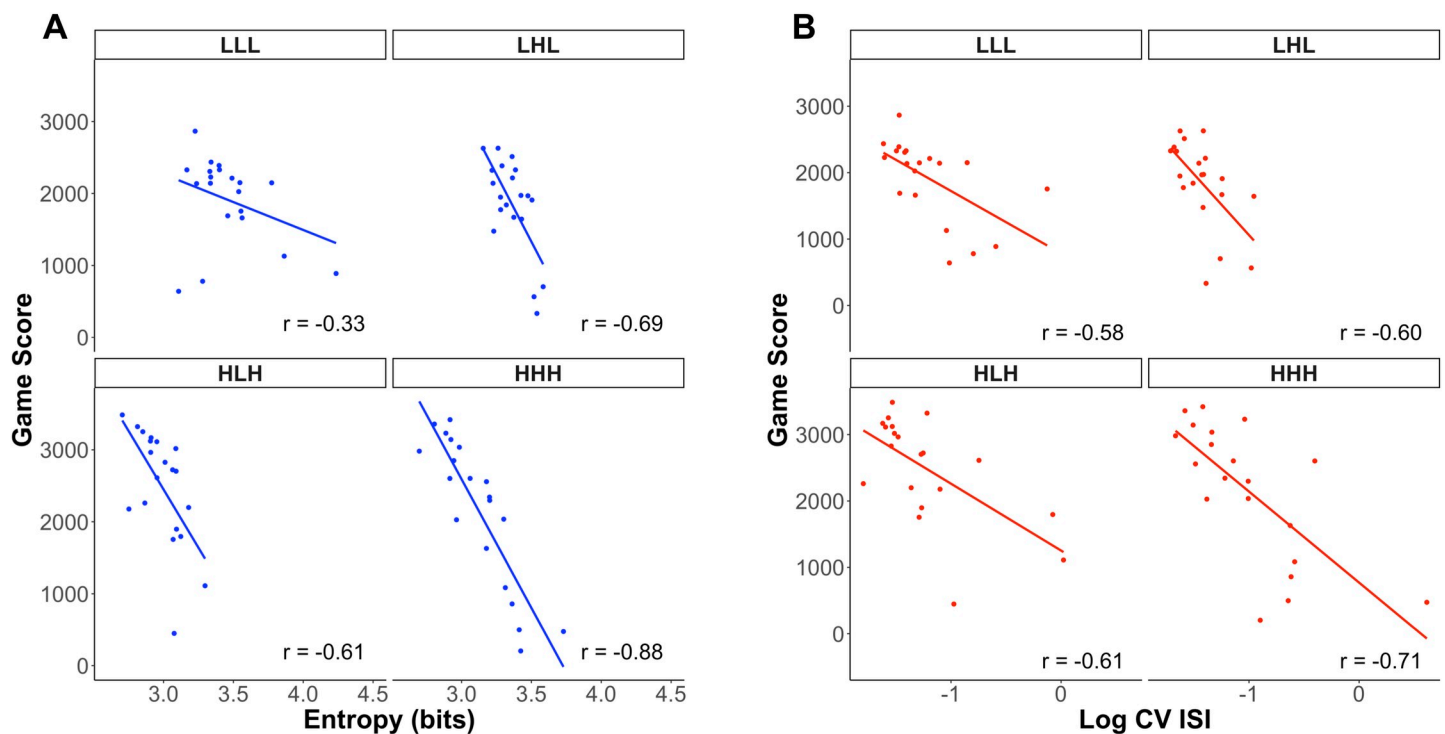 A
LLL
LHL
Game Score
3000
2000
1000
0
r = -0.33
r = -0.69
HLH
HHH
3000
2000
1000
0
r = -0.61
r = -0.88
3.0
3.5
4.0
4.5
3.0
3.5
4.0
4.5
Entropy (bits)
B
LLL
LHL
Game Score
3000
2000
1000
0
r = -0.58
r = -0.60
HLH
HHH
3000
2000
1000
0
r = -0.61
r = -0.71
-1
0
-1
0
Log CV ISI